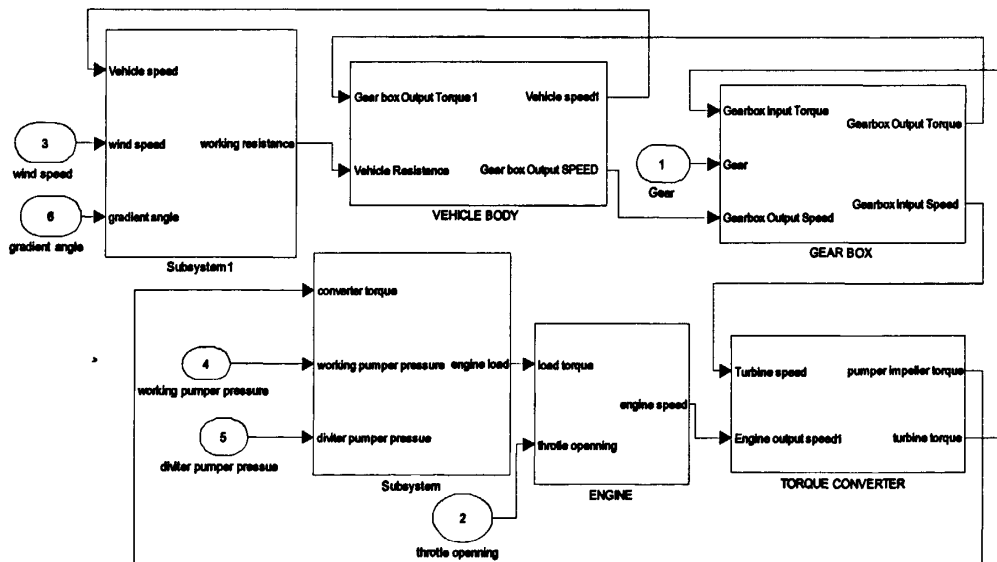 Vehicle speed
wind speed
gradient angle
working resistance
Subsystem1
3
wind speed
6
gradient angle
Gear box Output Torque1
Vehicle Resistance
Vehicle speed1
Gear box Output SPEED
VEHICLE BODY
1
Gear
Gearbox Input Torque
Gear
Gearbox Output Speed
Gearbox Output Torque
Gearbox Intput Speed
GEAR BOX
converter torque
working pumper pressure
diviter pumper pressue
engine load
Subsystem
4
working pumper pressure
5
diviter pumper pressue
load torque
throtle openning
engine speed
ENGINE
2
throtle openning
Turbine speed
Engine output speed1
pumper impeller torque
turbine torque
TORQUE CONVERTER